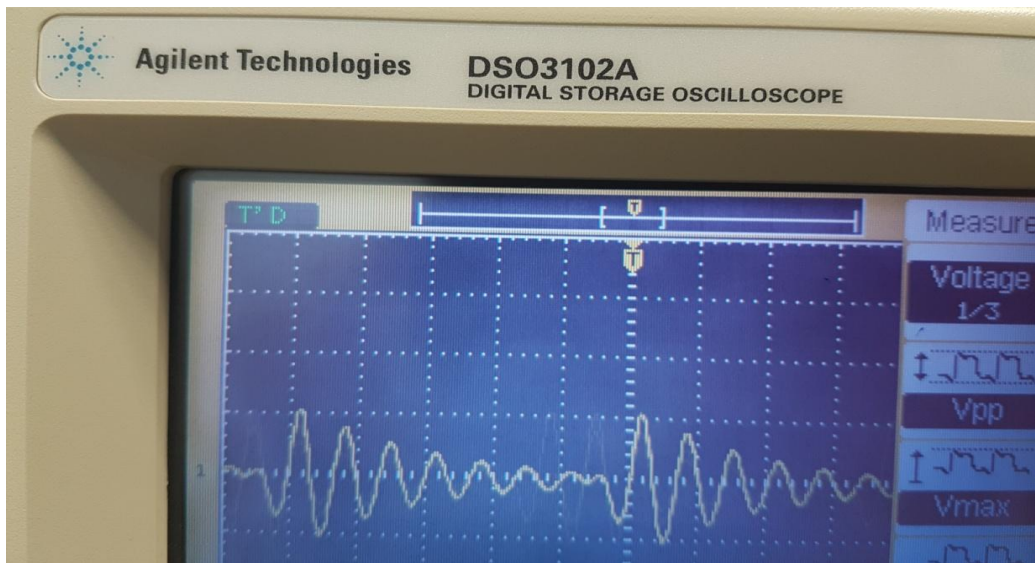 Agilent Technologies
DSO3102A
DIGITAL STORAGE OSCILLOSCOPE
T'D
T
Measure
T
Voltage
1/3
Vpp
1
Vmax